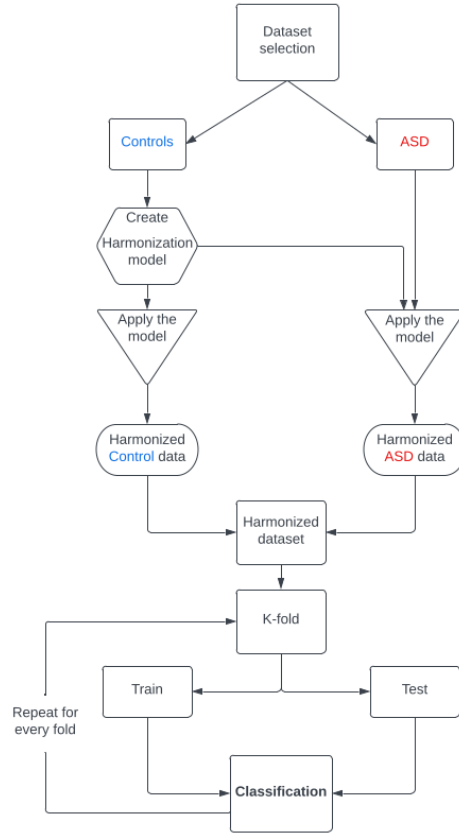 Dataset
selection
Controls
ASD
Create
Harmonization
model
Apply the
model
Apply the
model
Harmonized
Control data
Harmonized
ASD data
Harmonized
dataset
K-fold
Train
Test
Repeat for
every fold
Classification